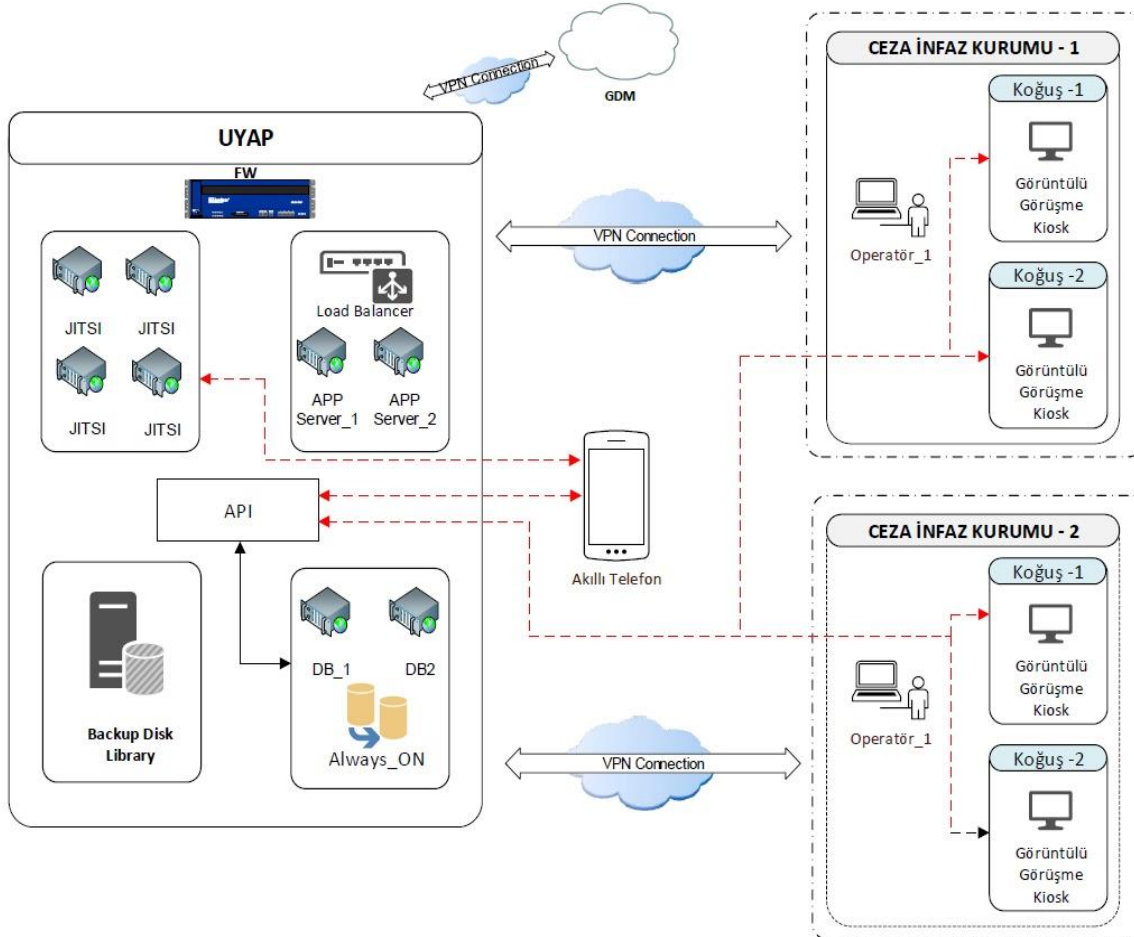 VPN Connection
GDM
UYAP
FW
JITSI
JITSI
JITSI
JITSI
Load Balancer
APP
Server_1
APP
Server_2
API
Backup Disk
Library
DB_1
DB2
Always_ON
VPN Connection
VPN Connection
Akıllı Telefon
CEZA İNFAZ KURUMU - 1
Operatör_1
Koğuş -1
Görüntülü
Görüşme
Kiosk
Koğuş -2
Görüntülü
Görüşme
Kiosk
CEZA İNFAZ KURUMU - 2
Operatör_1
Koğuş -1
Görüntülü
Görüşme
Kiosk
Koğuş -2
Görüntülü
Görüşme
Kiosk